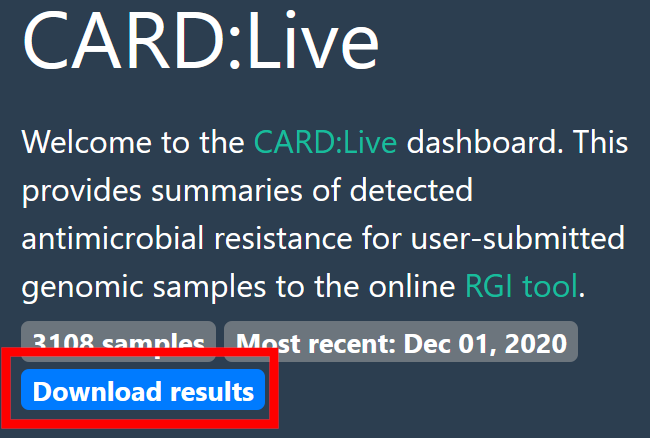 CARD:Live
Welcome to the CARD:Live dashboard. This
provides summaries of detected
antimicrobial resistance for user-submitted
genomic samples to the online RGI tool.
3108 samples Most recent: Dec 01, 2020
Download results